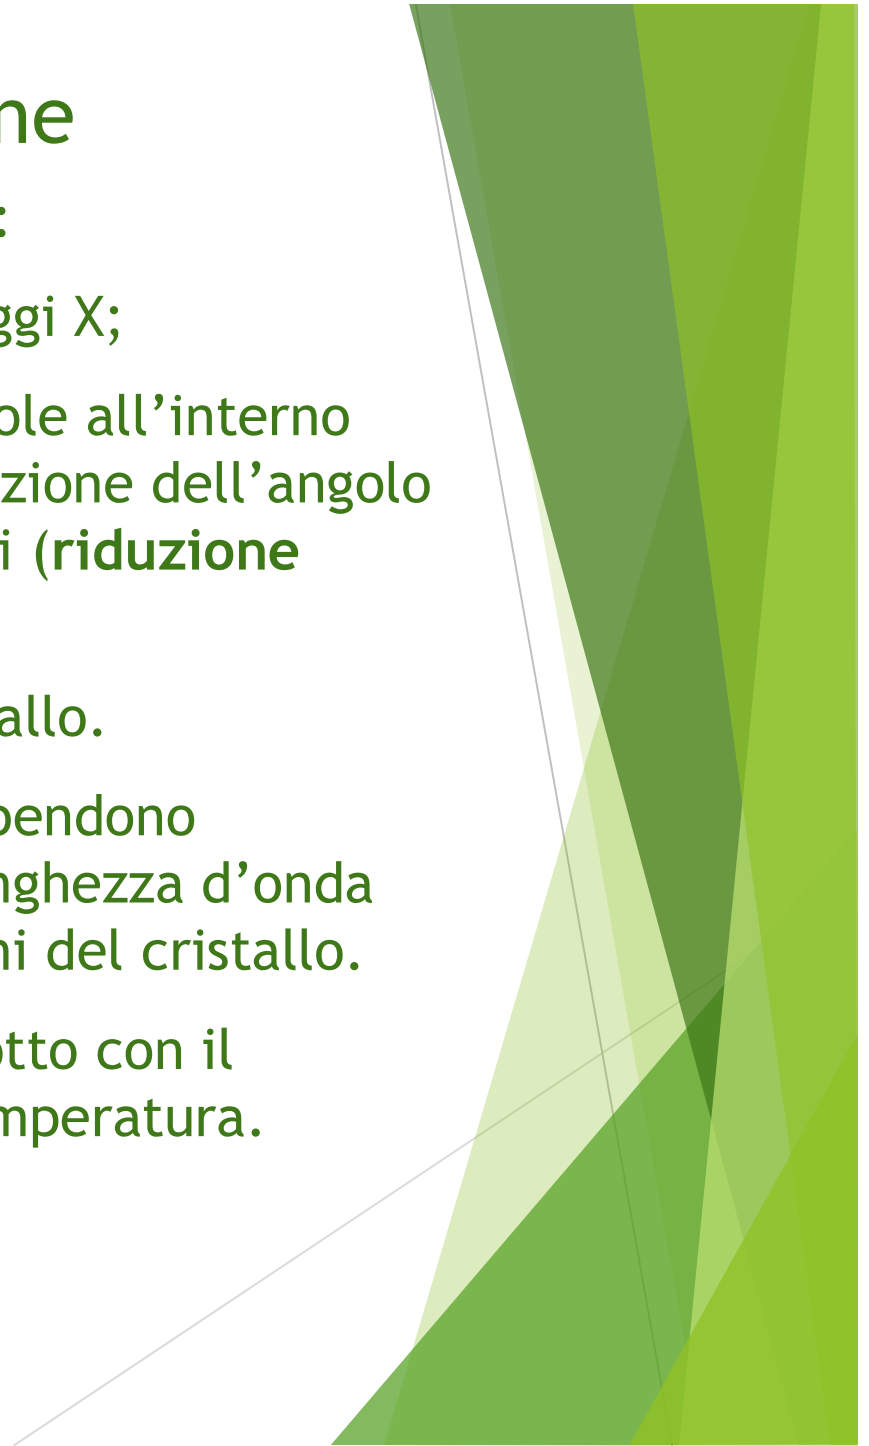 ne
:
ggi X;
ole all’interno
zione dell’angolo
i (riduzione
allo.
pendono
nghezza d’onda
ni del cristallo.
otto con il
mperatura.